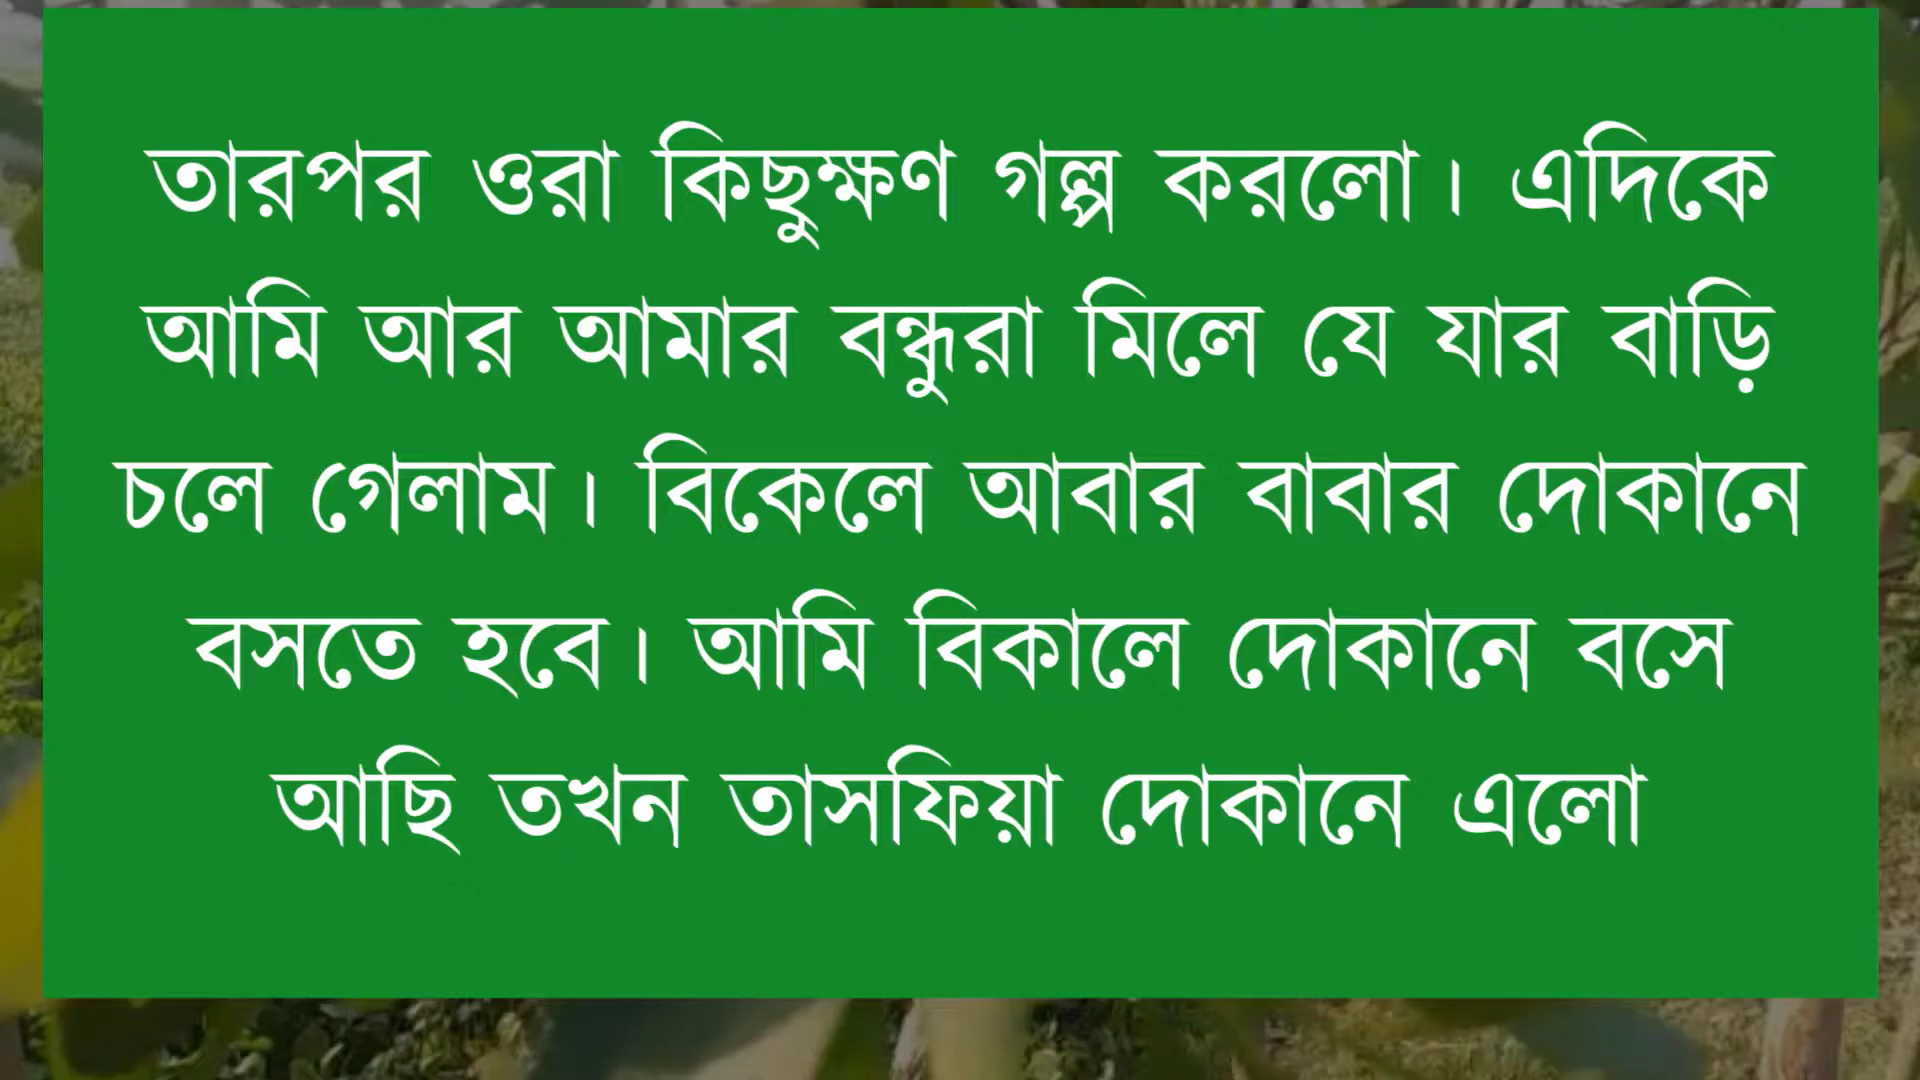 তারপর ওরা কিছুক্ষণ গল্প করলো। এদিকে
আমি আর আমার বন্ধুরা মিলে যে যার বাড়ি
চলে গেলাম। বিকেলে আবার বাবার দোকানে
বসতে হবে। আমি বিকালে দোকানে বসে
আছি তখন তাসফিয়া দোকানে এলো